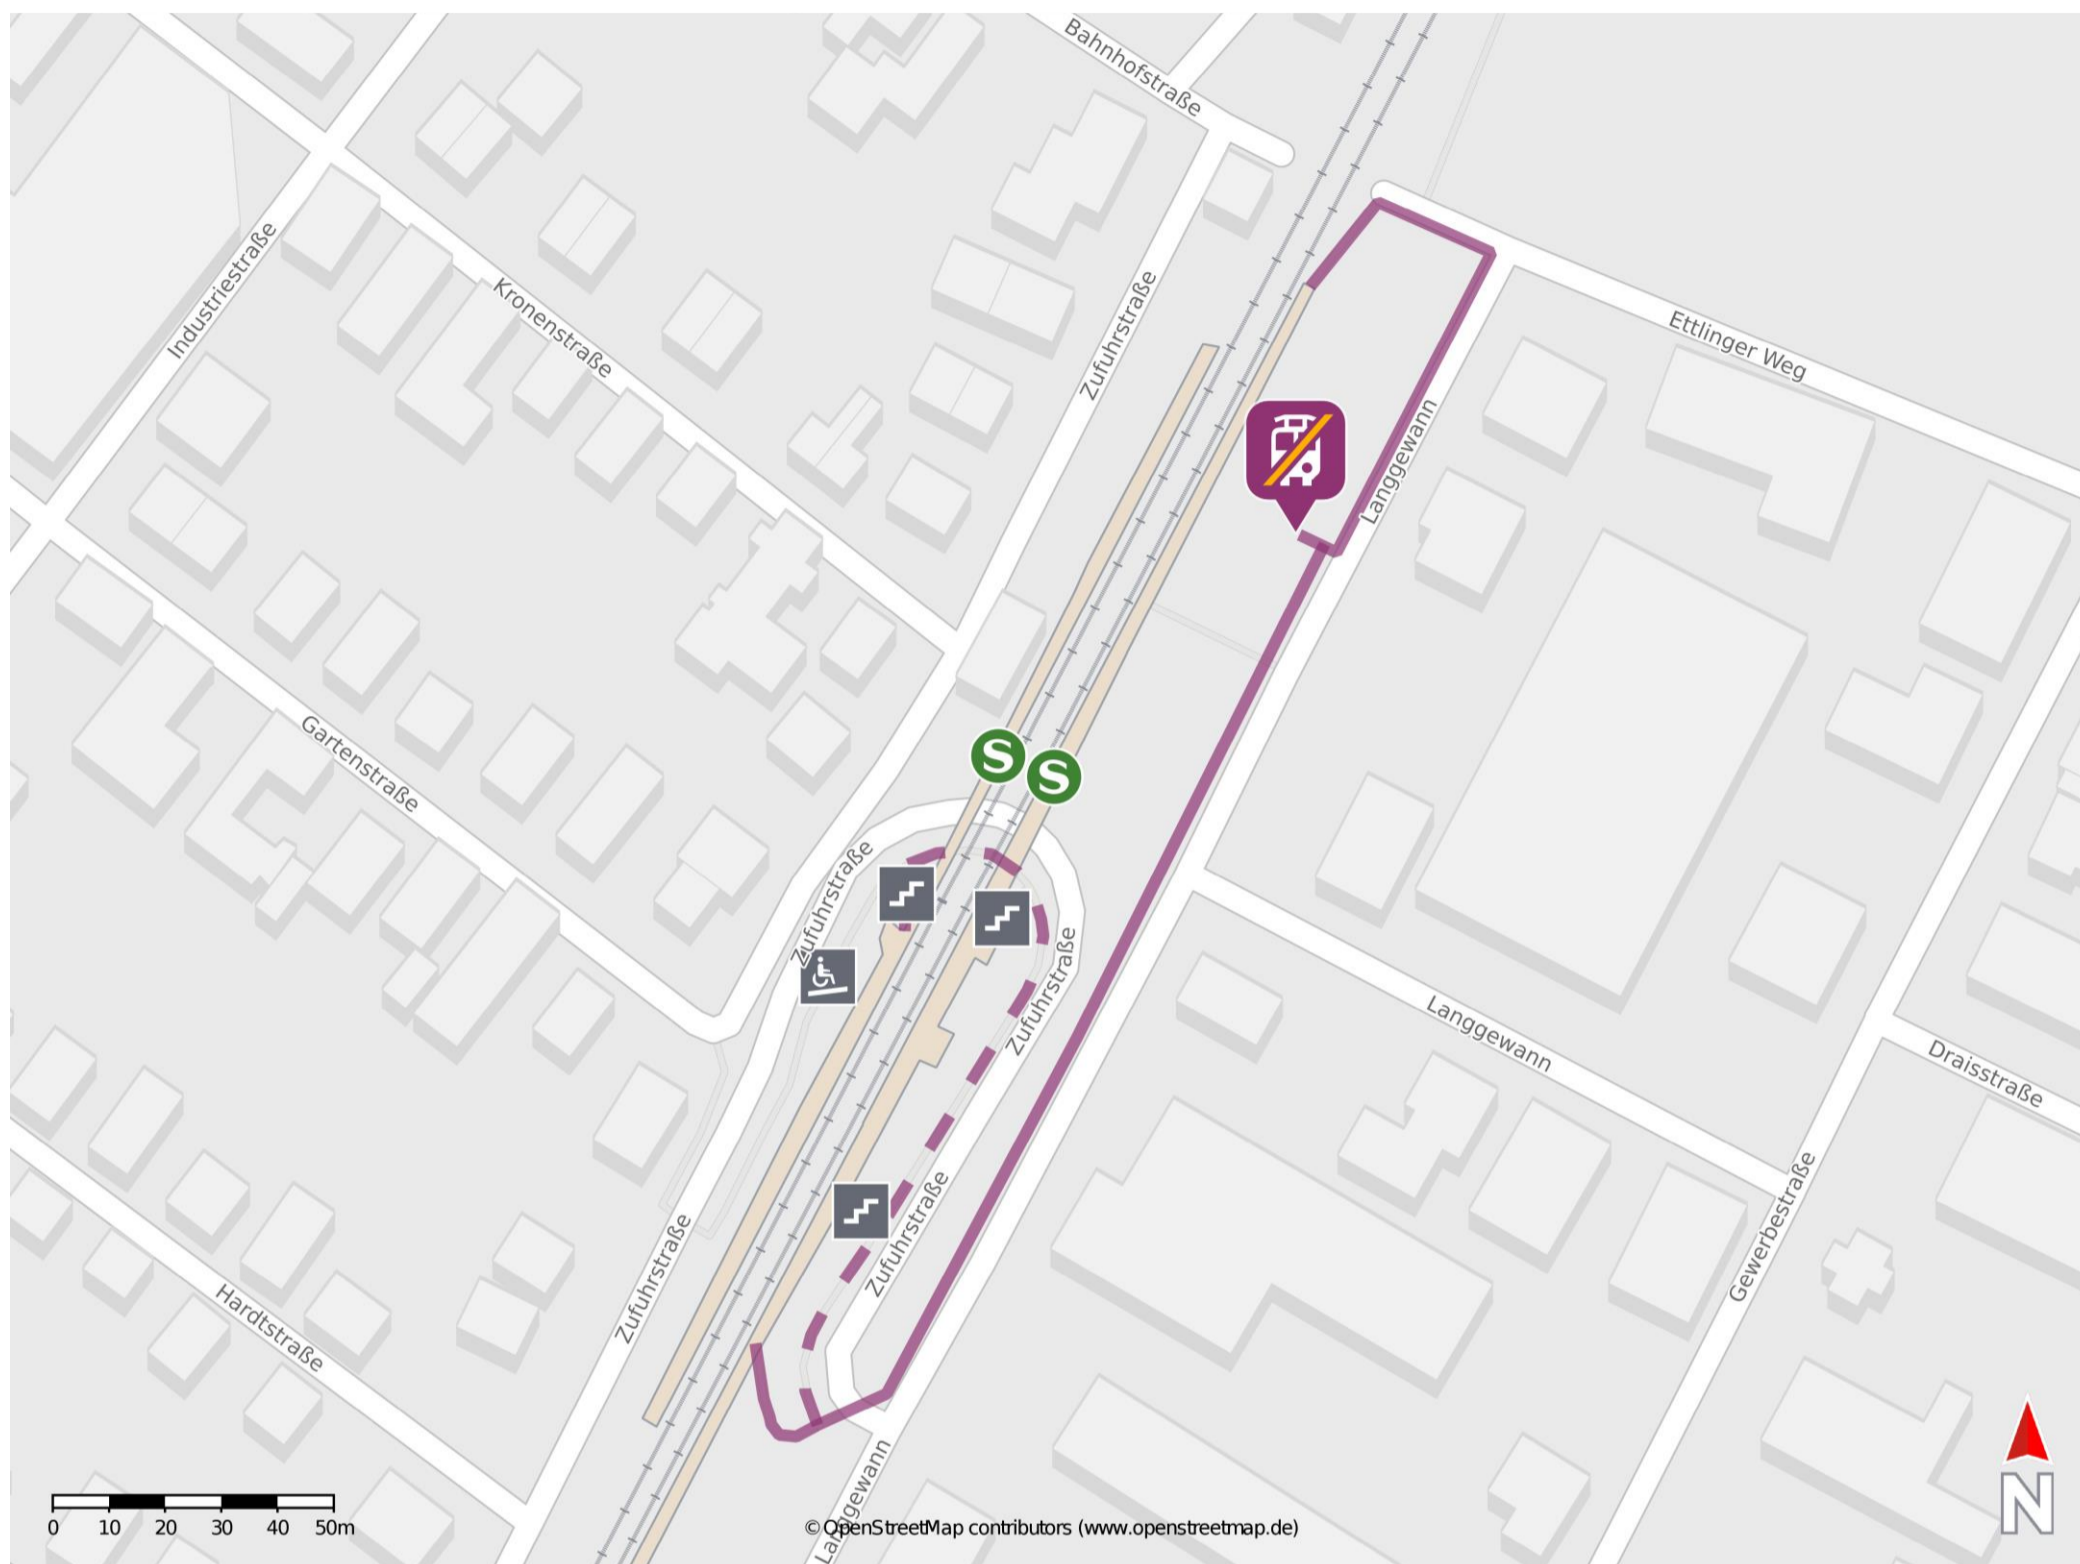 Bahnhofstraße
Industriestraße
Kronenstraße
Zufuhrstraße
Ettlinger Weg
Langgewann
Gartenstraße
S
S
Zufuhrstraße
Zufuhrstraße
Langgewann
Draisstraße
Zufuhrstraße
Zufuhrstraße
Gewerbestraße
Hardtstraße
Langgewann
N
0 10 20 30 40 50m
© OpenStreetMap contributors (www.openstreetmap.de)